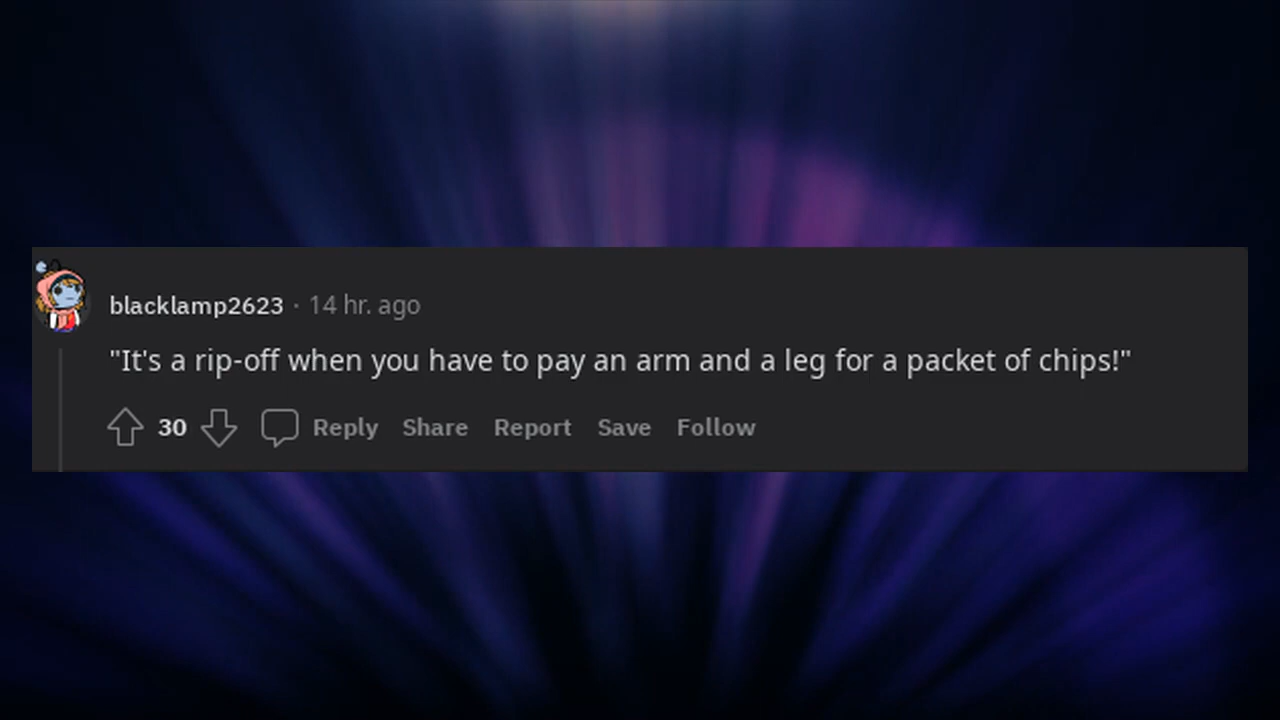 blacklamp2623 · 14 hr. ago
"It's a rip-off when you have to pay an arm and a leg for a packet of chips!"
30 Reply Share Report Save Follow